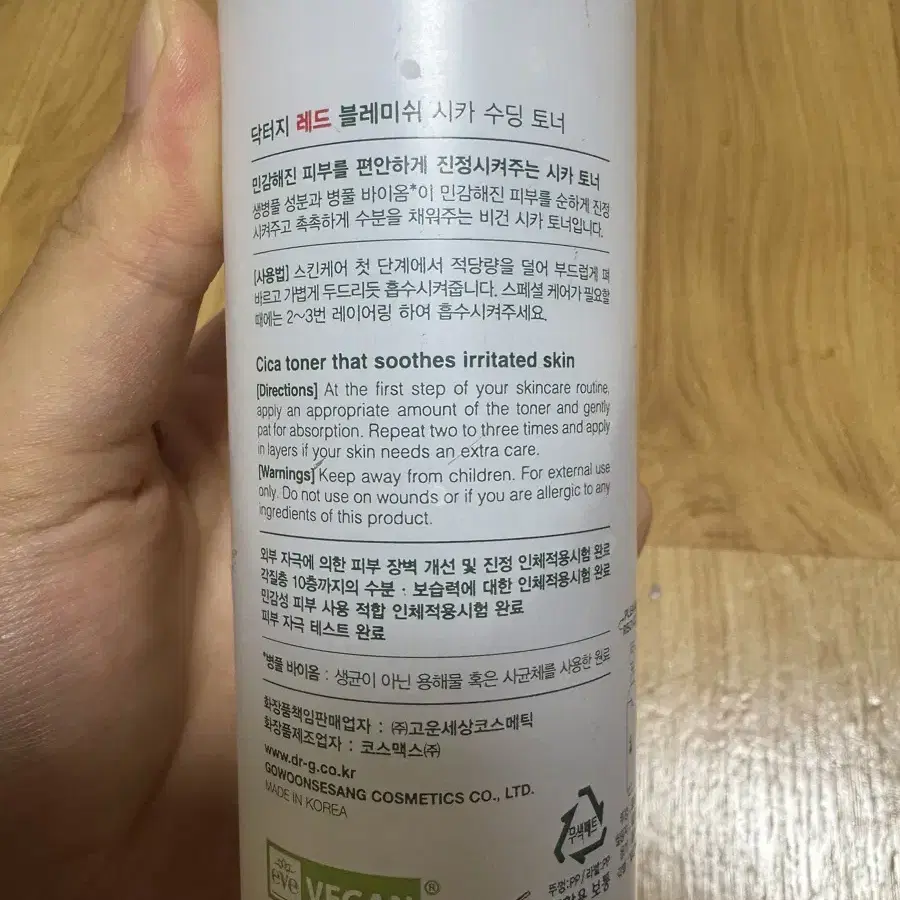 닥터지 레드 블레미쉬 시카 수딩 토너
민감해진 피부를 편안하게 진정시켜주는 시카 토너
생병풀 성분과 병풀 바이옴*이 민감해진 피부를 순하게 진정
시켜주고 촉촉하게 수분을 채워주는 비건 시카 토너입니다.
[사용법] 스킨케어 첫 단계에서 적당량을 덜어 부드럽게 펴
바르고 가볍게 두드리듯 흡수시켜줍니다. 스페셜 케어가 필요할
때에는 2~3번 레이어링 하여 흡수시켜주세요.
Cica toner that soothes irritated skin
[Directions] At the first step of your skincare routine,
apply an appropriate amount of the toner and gently
pat for absorption. Repeat two to three times and apply
in layers if your skin needs an extra care.
[Warnings] Keep away from children. For external use
only. Do not use on wounds or if you are allergic to any
ingredients of this product.
외부 자극에 의한 피부 장벽 개선 및 진정 인체적용시험 완료
각질층 10층까지의 수분 · 보습력에 대한 인체적용시험 완료
민감성 피부 사용 적합 인체적용시험 완료
피부 자극 테스트 완료
*병풀 바이옴 : 생균이 아닌 용해물 혹은 사균체를 사용한 원료
화장품책임판매업자 : ㈜고운세상코스메틱
화장품제조업자 : 코스맥스㈜
www.dr-g.co.kr
GOWOONSESANG COSMETICS CO., LTD.
MADE IN KOREA
무색페트
뚜껑:PP/라벨:PP
eve
VEGAN®